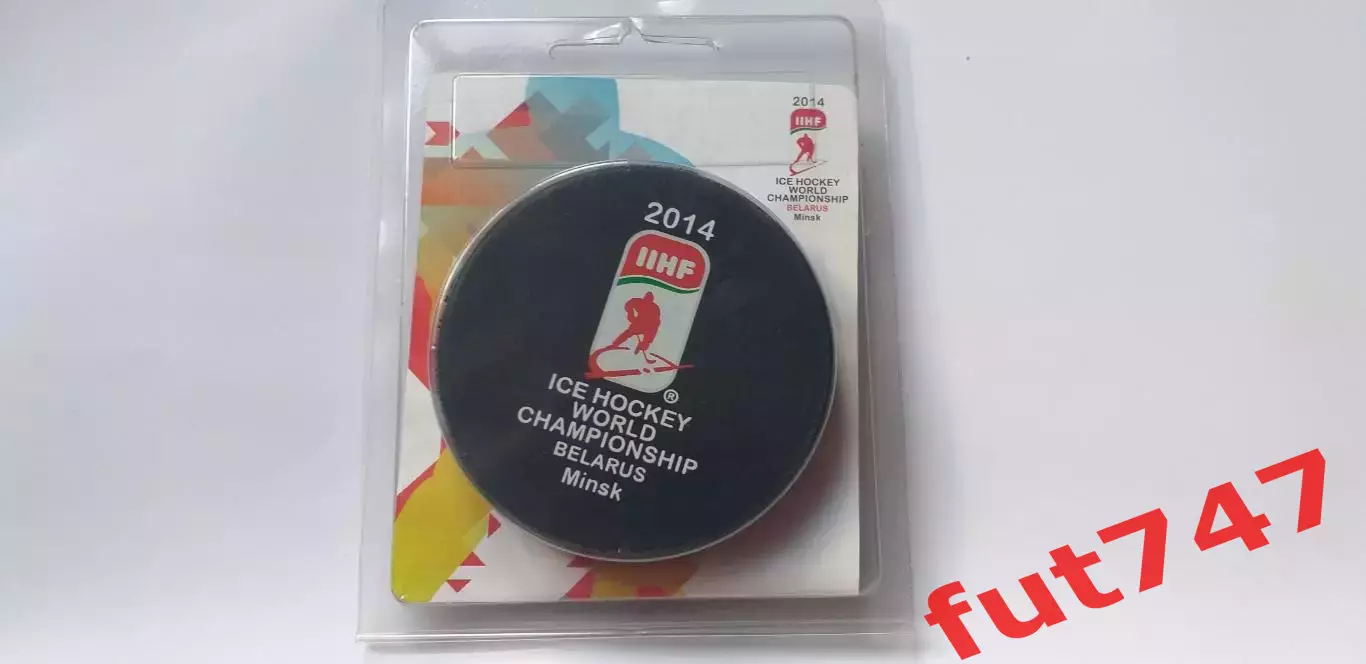 2014
IIHF
ICE HOCKEY
WORLD
CHAMPIONSHIP
BELARUS
Minsk
2014
IIHF
®
ICE HOCKEY
WORLD
CHAMPIONSHIP
BELARUS
Minsk
fut747